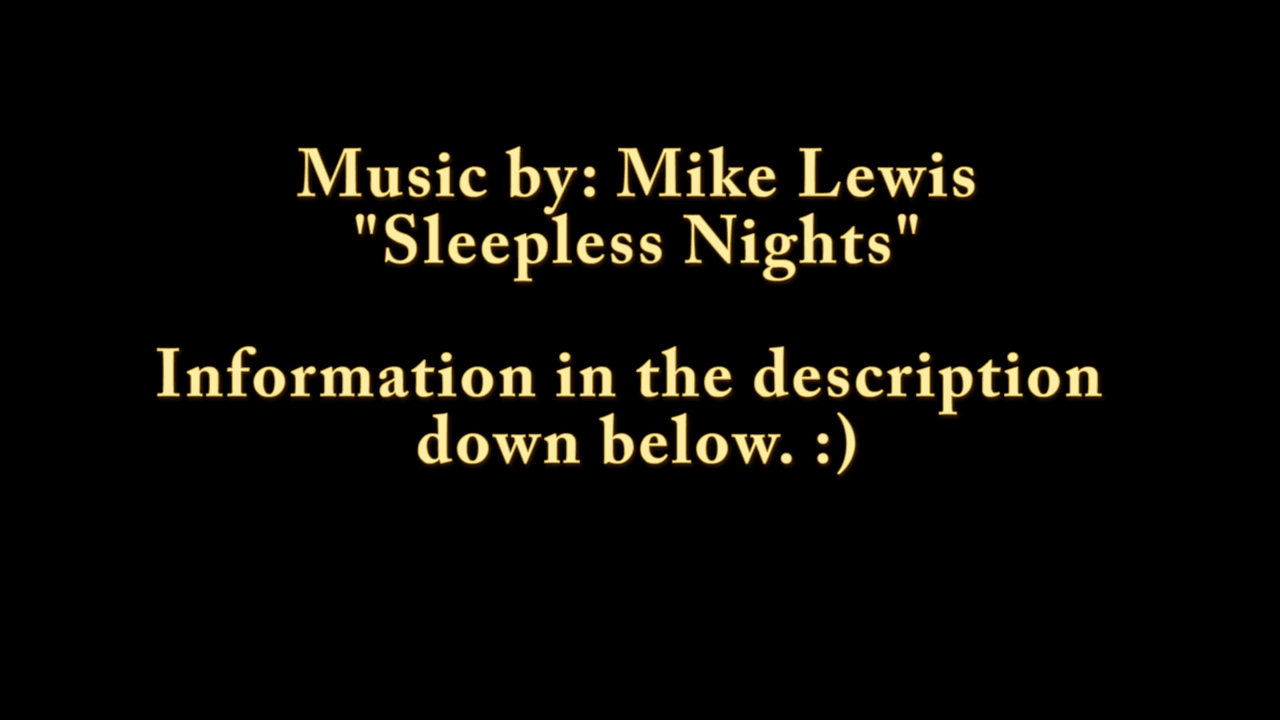 Music by: Mike Lewis
"Sleepless Nights"
Information in the description
down below. :)